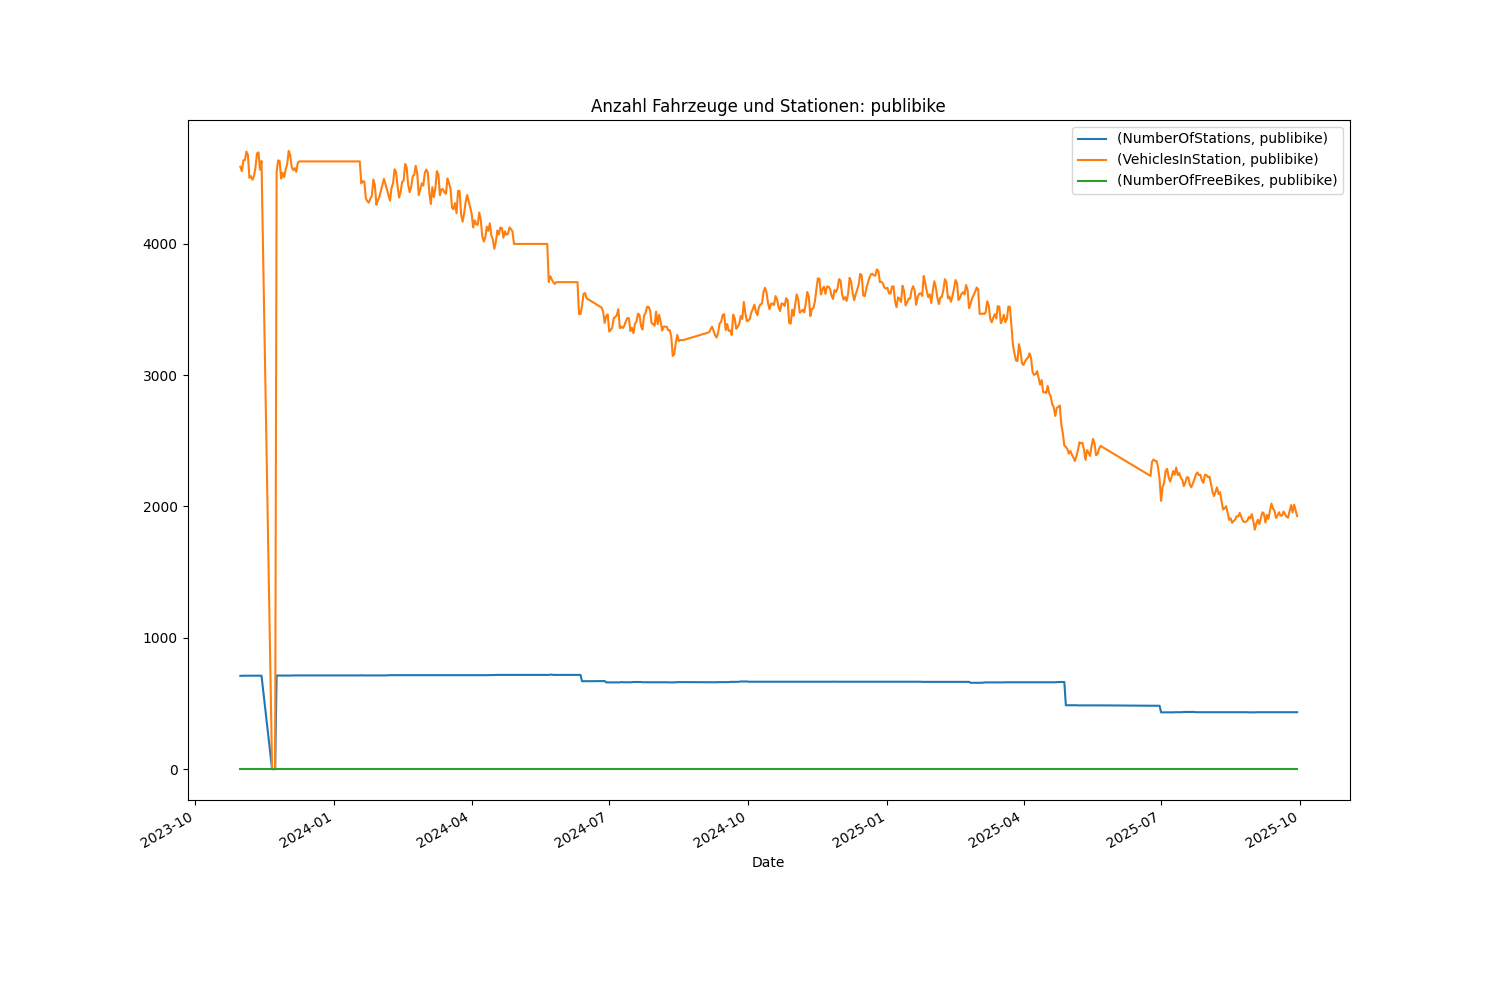 Anzahl Fahrzeuge und Stationen: publibike
(NumberOfStations, publibike)
(VehiclesInStation, publibike)
(NumberOfFreeBikes, publibike)
4000
3000
2000
1000
0
2023-10
2024-01
2024-04
2024-07
2024-10
2025-01
2025-04
2025-07
2025-10
Date